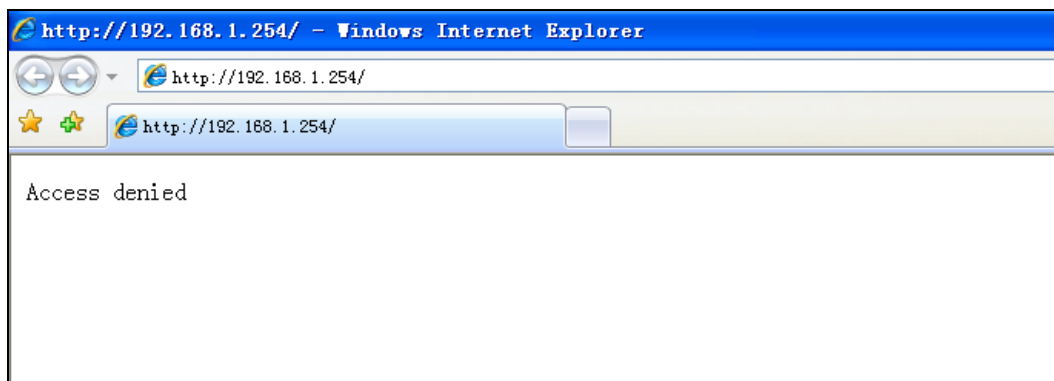 http://192.168.1.254/ - Windows Internet Explorer
http://192.168.1.254/
http://192.168.1.254/
Access denied